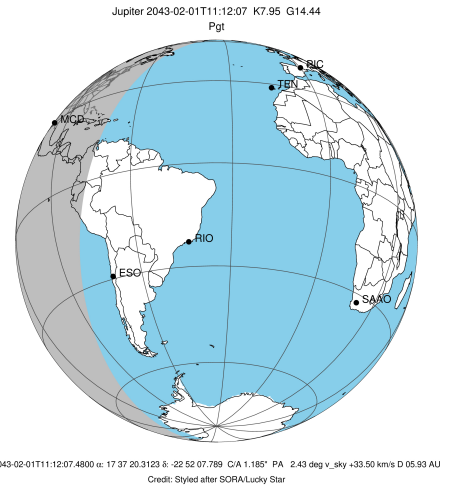 Jupiter 2043-02-01T11:12:07 K7.95 G14.44
Pgt
PIC
TEN
MCD
RIO
ESO
SAAO
043-02-01T11:12:07.4800 α: 17 37 20.3123 δ: -22 52 07.789 C/A 1.185" PA 2.43 deg v_sky +33.50 km/s D 05.93 AU
Credit: Styled after SORA/Lucky Star